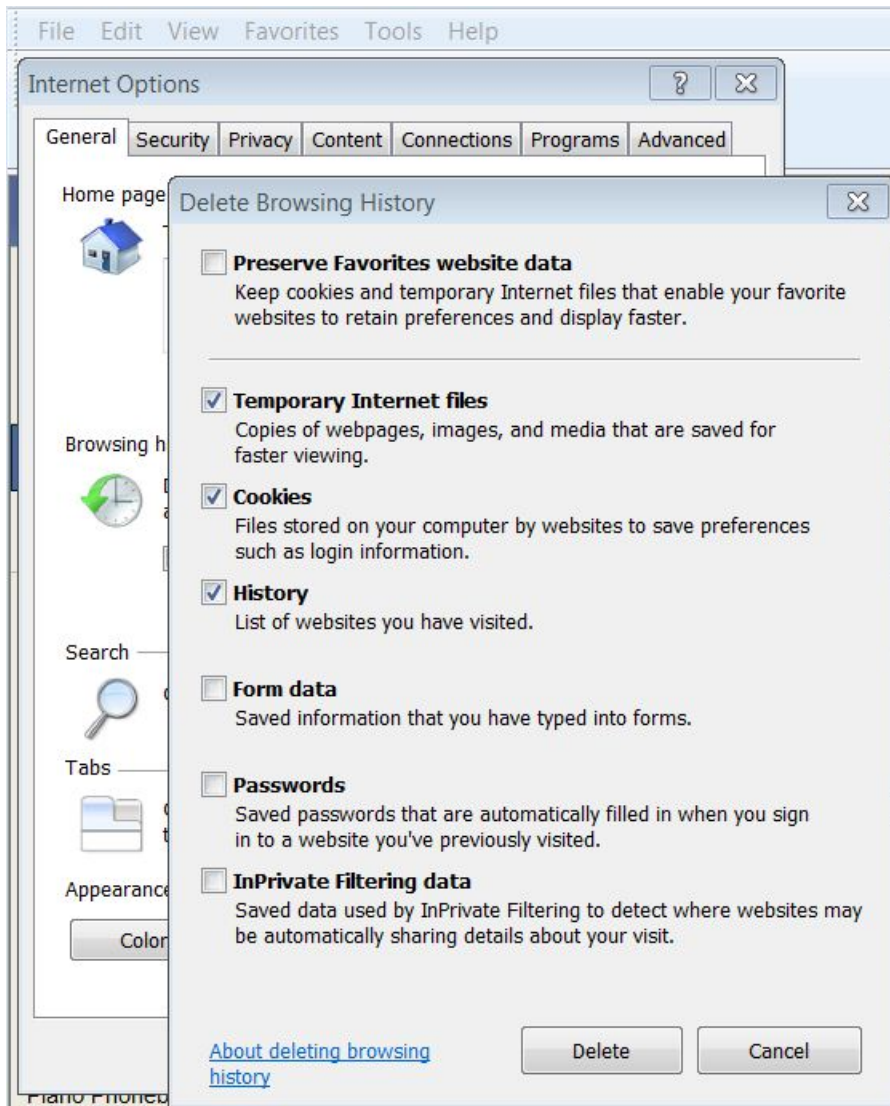 File Edit View Favorites Tools Help
Internet Options
General Security Privacy Content Connections Programs Advanced
Home page
Delete Browsing History
Preserve Favorites website data
Keep cookies and temporary Internet files that enable your favorite
websites to retain preferences and display faster.
Temporary Internet files
Copies of webpages, images, and media that are saved for
faster viewing.
Browsing h
Cookies
Files stored on your computer by websites to save preferences
such as login information.
History
List of websites you have visited.
Search
Form data
Saved information that you have typed into forms.
Tabs
Passwords
Saved passwords that are automatically filled in when you sign
in to a website you've previously visited.
Appearance
InPrivate Filtering data
Saved data used by InPrivate Filtering to detect where websites may
be automatically sharing details about your visit.
Color
About deleting browsing
history
Delete Cancel
Plano Phoneb